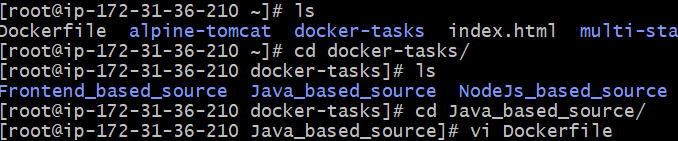 [root@ip-172-31-36-210 ~]# ls
Dockerfile  alpine-tomcat  docker-tasks  index.html  multi-sta
[root@ip-172-31-36-210 ~]# cd docker-tasks/
[root@ip-172-31-36-210 docker-tasks]# ls
Frontend_based_source  Java_based_source  NodeJs_based_source
[root@ip-172-31-36-210 docker-tasks]# cd Java_based_source/
[root@ip-172-31-36-210 Java_based_source]# vi Dockerfile